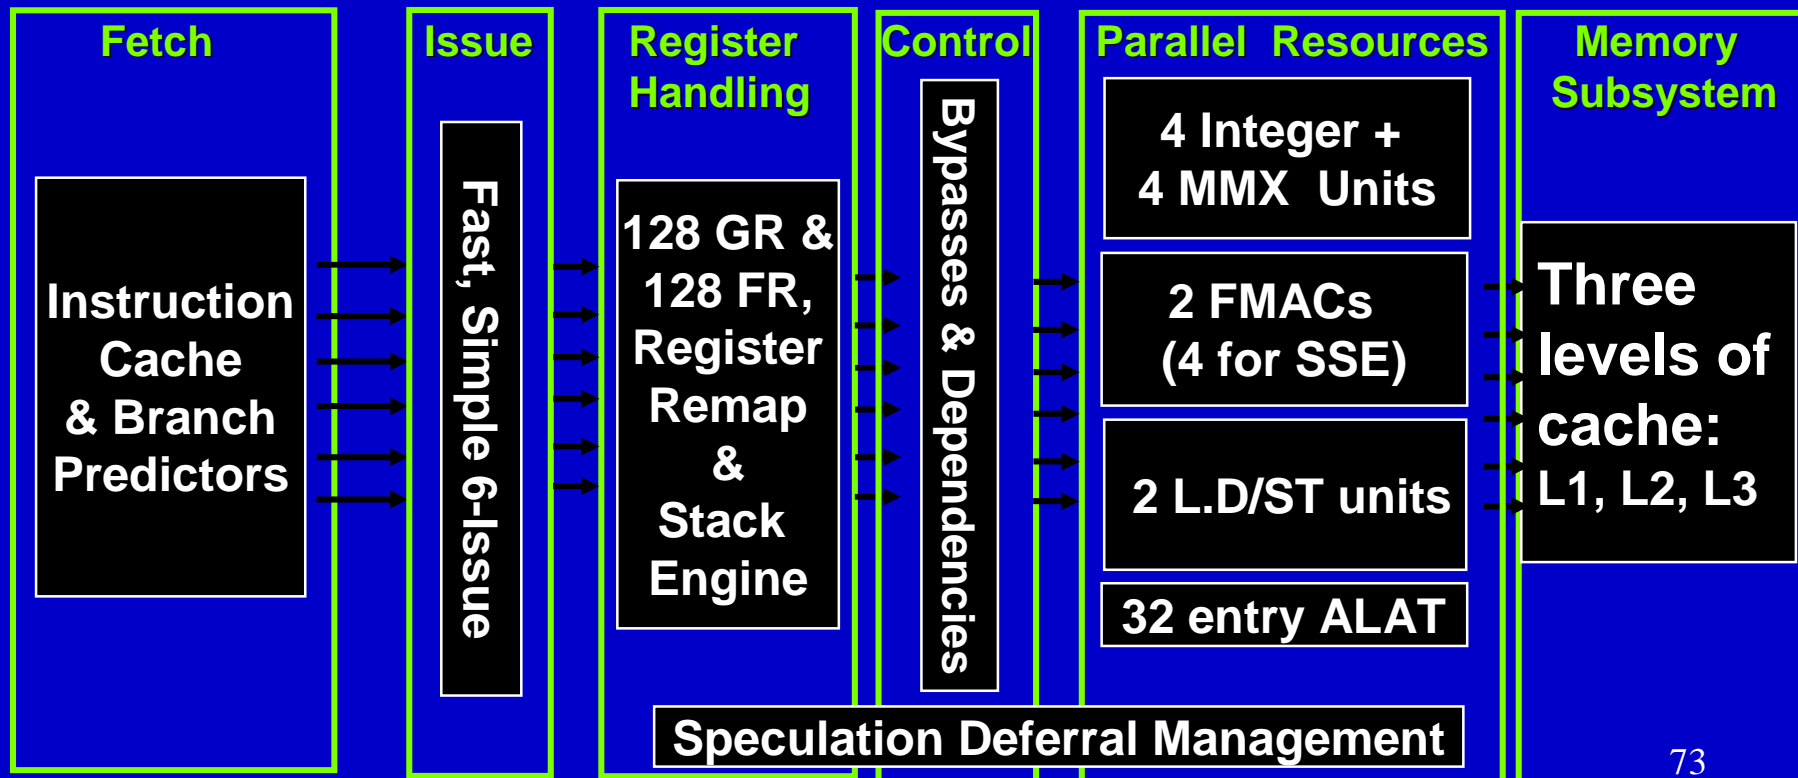 Fetch
Instruction
Cache
& Branch
Predictors
Issue
Fast, Simple 6-Issue
Register
Handling
128 GR &
128 FR,
Register
Remap
&
Stack
Engine
Control
Bypasses & Dependencies
Parallel Resources
4 Integer +
4 MMX Units
2 FMACs
(4 for SSE)
2 L.D/ST units
32 entry ALAT
Speculation Deferral Management
Memory
Subsystem
Three
levels of
cache:
L1, L2, L3
73